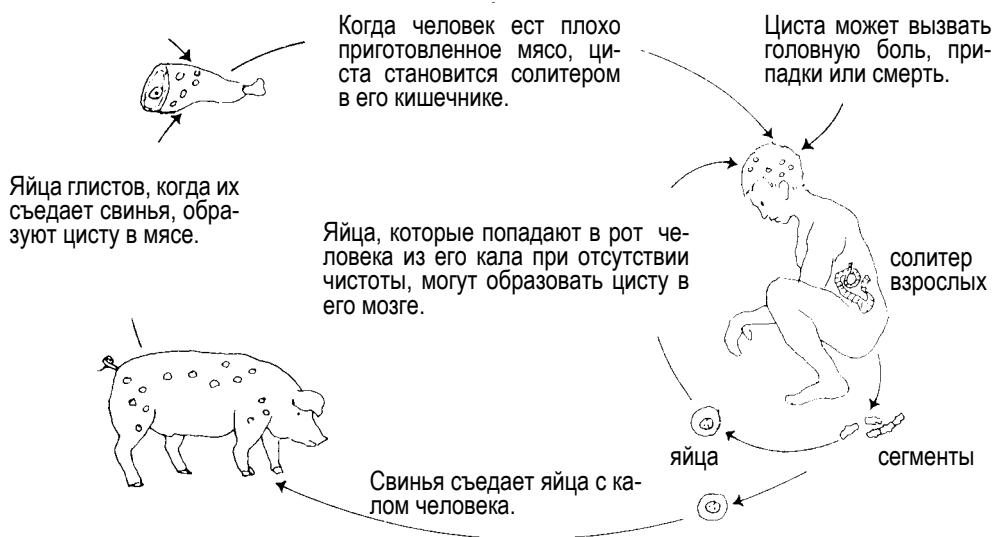 Когда человек ест плохо
приготовленное мясо, ци-
ста становится солитером
в его кишечнике.
Циста может вызвать
головную боль, при-
падки или смерть.
Яйца глистов, когда их
съедает свинья, обра-
зуют цисту в мясе.
Яйца, которые попадают в рот че-
ловека из его кала при отсутствии
чистоты, могут образовать цисту в
его мозге.
солитер
взрослых
яйца
сегменты
Свинья съедает яйца с ка-
лом человека.